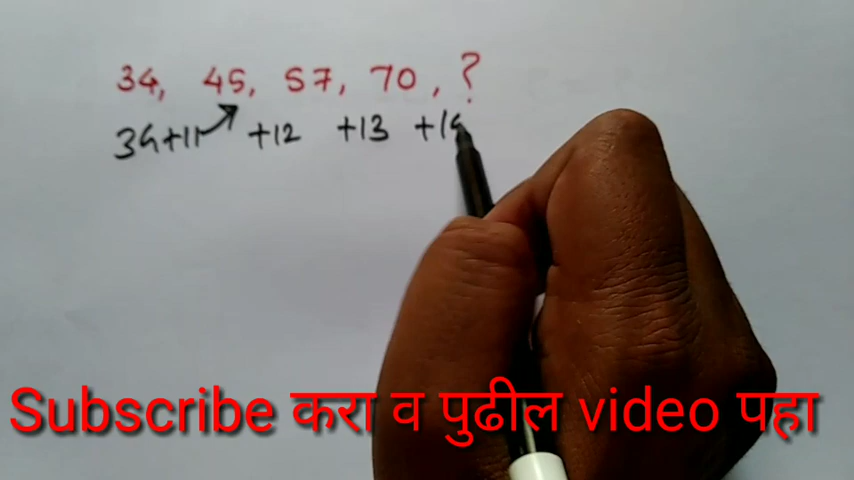 34, 45, 57, 70, ?
34+11 +12 +13 +14
Subscribe करा व पुढील video पहा